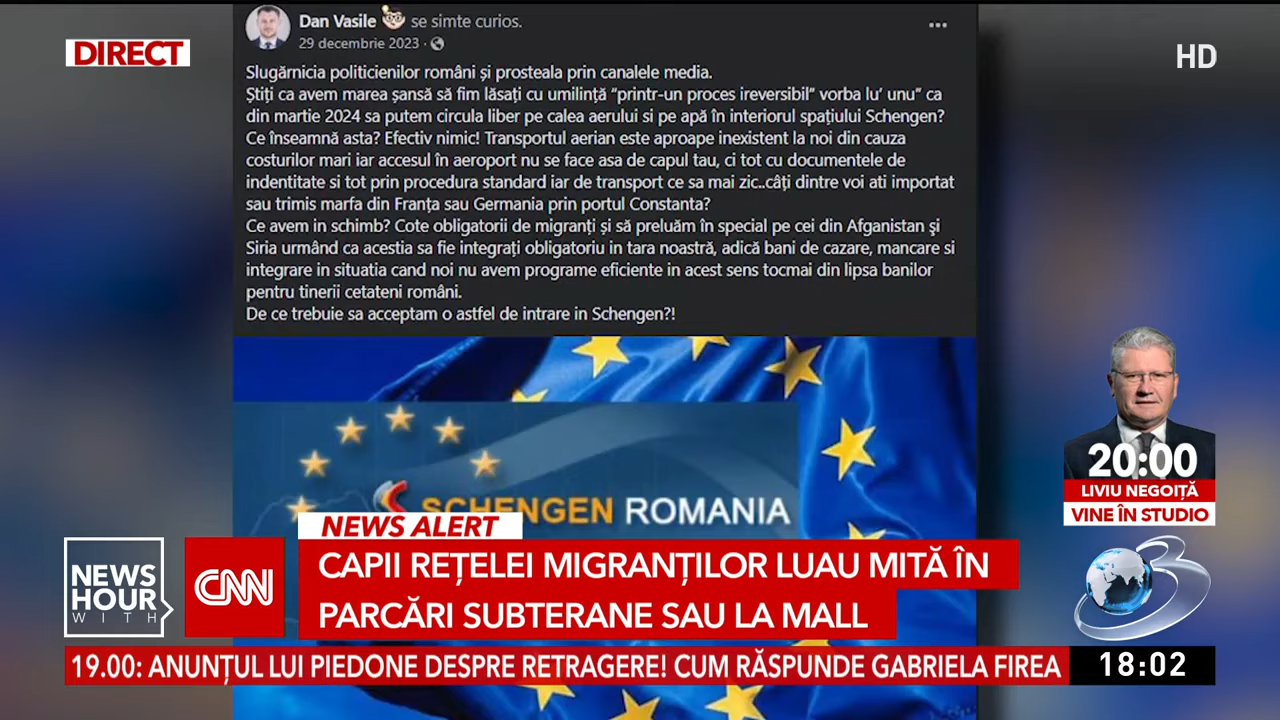 DIRECT
HD
Dan Vasile se simte curios.
29 decembrie 2023 ·
Slugărnicia politicienilor români și prosteala prin canalele media.
Știți ca avem marea șansă să fim lăsați cu umilință "printr-un proces ireversibil" vorba lu' unu" ca
din martie 2024 sa putem circula liber pe calea aerului si pe apă în interiorul spațiului Schengen?
Ce înseamnă asta? Efectiv nimic! Transportul aerian este aproape inexistent la noi din cauza
costurilor mari iar accesul în aeroport nu se face asa de capul tau, ci tot cu documentele de
indentitate si tot prin procedura standard iar de transport ce sa mai zic..câți dintre voi ati importat
sau trimis marfa din Franța sau Germania prin portul Constanta?
Ce avem in schimb? Cote obligatorii de migranți și să preluăm în special pe cei din Afganistan şi
Siria urmând ca acestia sa fie integrați obligatoriu in tara noastră, adică bani de cazare, mancare si
integrare in situatia cand noi nu avem programe eficiente in acest sens tocmai din lipsa banilor
pentru tinerii cetateni români.
De ce trebuie sa acceptam o astfel de intrare in Schengen?!
SCHENGEN ROMANIA
20:00
LIVIU NEGOIȚĂ
VINE ÎN STUDIO
NEWS ALERT
CAPII REȚELEI MIGRANȚILOR LUAU MITĂ ÎN
PARCĂRI SUBTERANE SAU LA MALL
NEWS
HOUR
WITH
CNN
3
19.00: ANUNȚUL LUI PIEDONE DESPRE RETRAGERE! CUM RĂSPUNDE GABRIELA FIREA
18:02